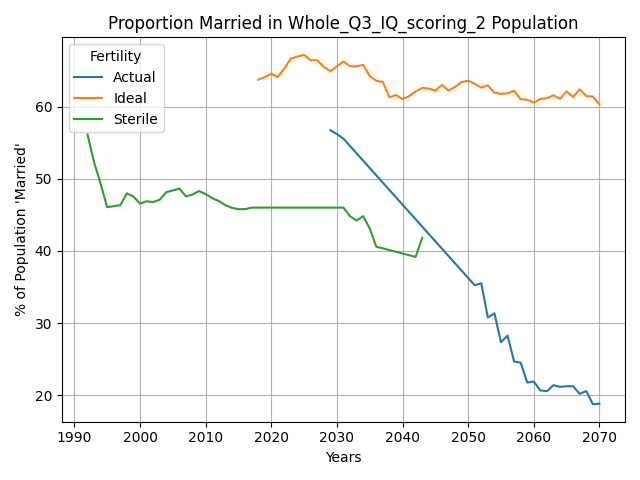 Proportion Married in Whole_Q3_IQ_scoring_2 Population
Fertility
Actual
Ideal
Sterile
% of Population 'Married'
60
50
40
30
20
1990 2000 2010 2020 2030 2040 2050 2060 2070
Years